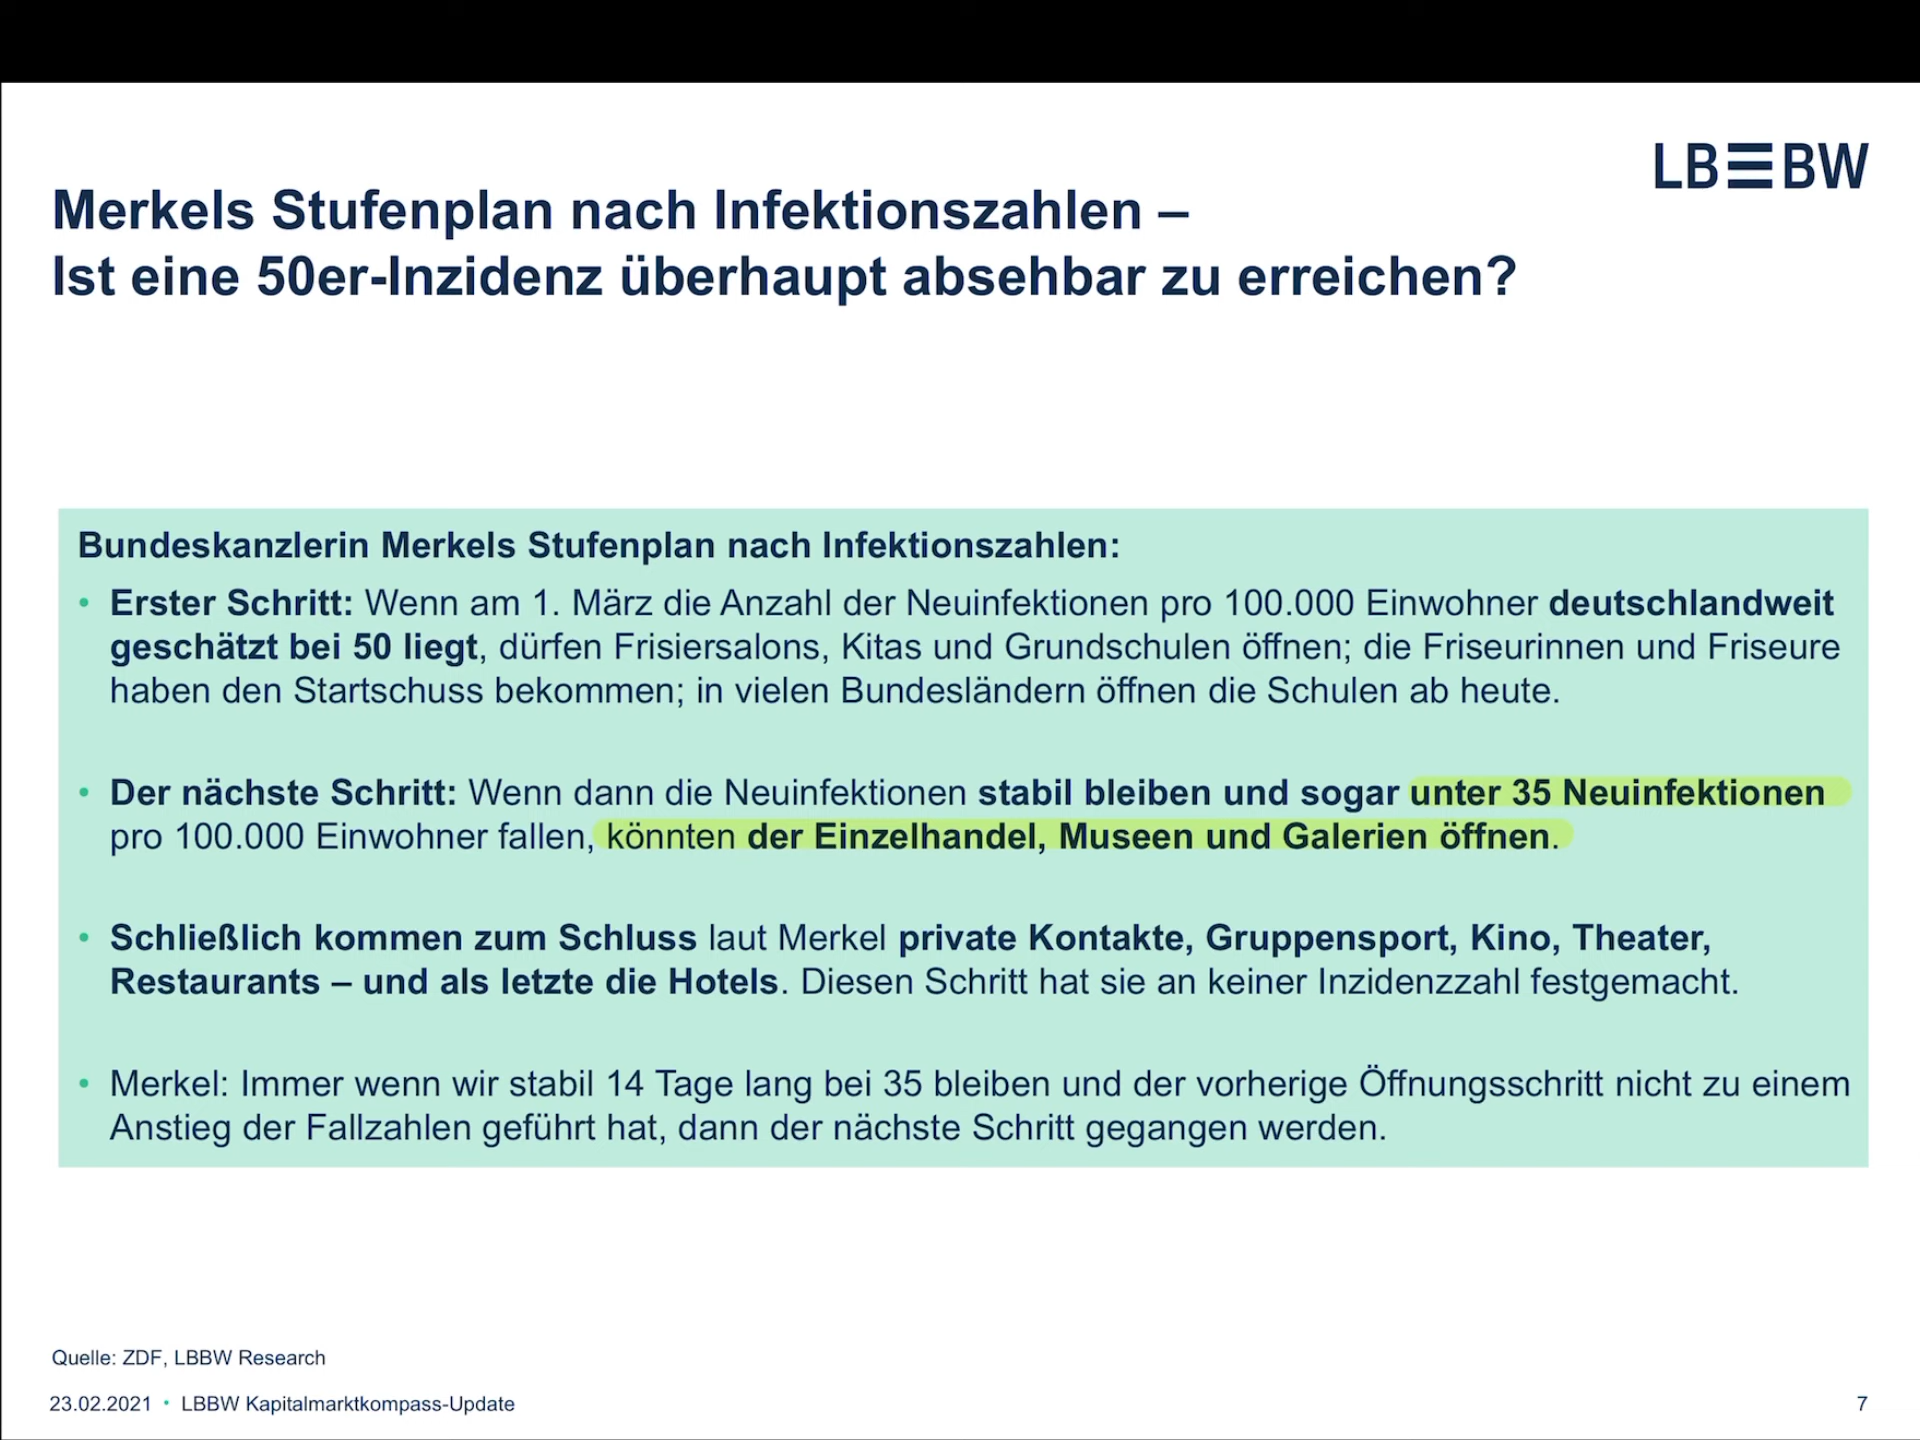 LBBW
Merkels Stufenplan nach Infektionszahlen –
Ist eine 50er-Inzidenz überhaupt absehbar zu erreichen?
Bundeskanzlerin Merkels Stufenplan nach Infektionszahlen:
• Erster Schritt: Wenn am 1. März die Anzahl der Neuinfektionen pro 100.000 Einwohner deutschlandweit
geschätzt bei 50 liegt, dürfen Frisiersalons, Kitas und Grundschulen öffnen; die Friseurinnen und Friseure
haben den Startschuss bekommen; in vielen Bundesländern öffnen die Schulen ab heute.
• Der nächste Schritt: Wenn dann die Neuinfektionen stabil bleiben und sogar unter 35 Neuinfektionen
pro 100.000 Einwohner fallen, könnten der Einzelhandel, Museen und Galerien öffnen.
• Schließlich kommen zum Schluss laut Merkel private Kontakte, Gruppensport, Kino, Theater,
Restaurants – und als letzte die Hotels. Diesen Schritt hat sie an keiner Inzidenzzahl festgemacht.
• Merkel: Immer wenn wir stabil 14 Tage lang bei 35 bleiben und der vorherige Öffnungsschritt nicht zu einem
Anstieg der Fallzahlen geführt hat, dann der nächste Schritt gegangen werden.
Quelle: ZDF, LBBW Research
23.02.2021 • LBBW Kapitalmarktkompass-Update
7